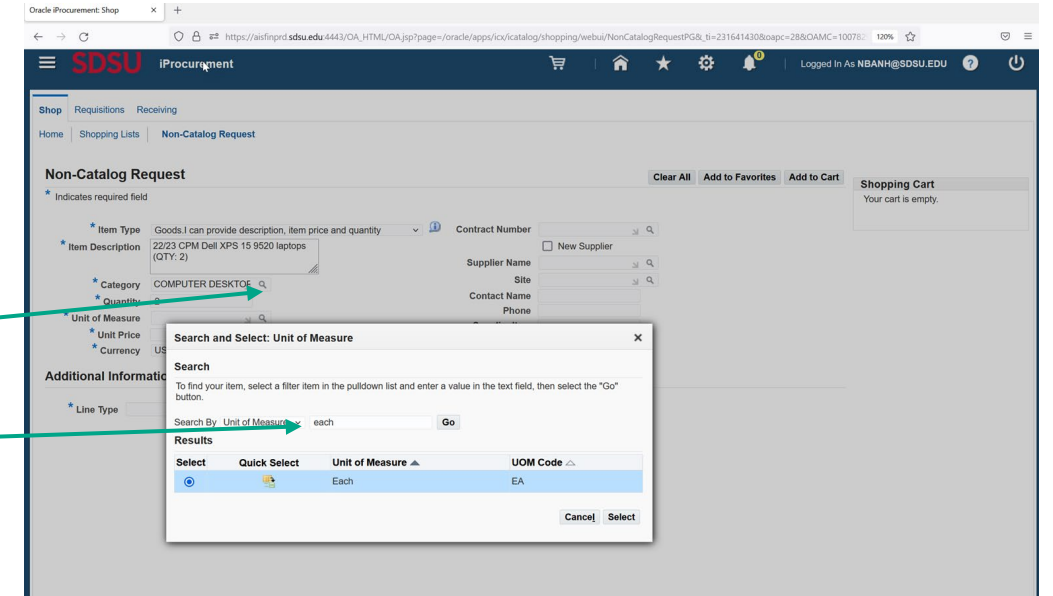 Oracle iProcurement: Shop
https://aisfinprd.sdsu.edu:4443/OA_HTML/OA.jsp?page=/oracle/apps/icx/icatalog/shopping/webui/NonCatalogRequestPG&_ti=231641430&oapc=28&OAMC=10078 120%
SDSU iProcurement 0 Logged In As NBANH@SDSU.EDU ?
Shop Requisitions Receiving
Home Shopping Lists Non-Catalog Request
Non-Catalog Request Clear All Add to Favorites Add to Cart Shopping Cart
* Indicates required field Your cart is empty.
* Item Type Goods.I can provide description, item price and quantity Contract Number
* Item Description 22/23 CPM Dell XPS 15 9520 laptops New Supplier
(QTY: 2) Supplier Name
Site
* Category COMPUTER DESKTOP Contact Name
* Quantity Phone
* Unit of Measure
* Unit Price
* Currency US
Additional Informatio
* Line Type
Search and Select: Unit of Measure
Search
To find your item, select a filter item in the pulldown list and enter a value in the text field, then select the "Go"
button.
Search By Unit of Measure each Go
Results
Select Quick Select Unit of Measure UOM Code
Each EA
Cancel Select